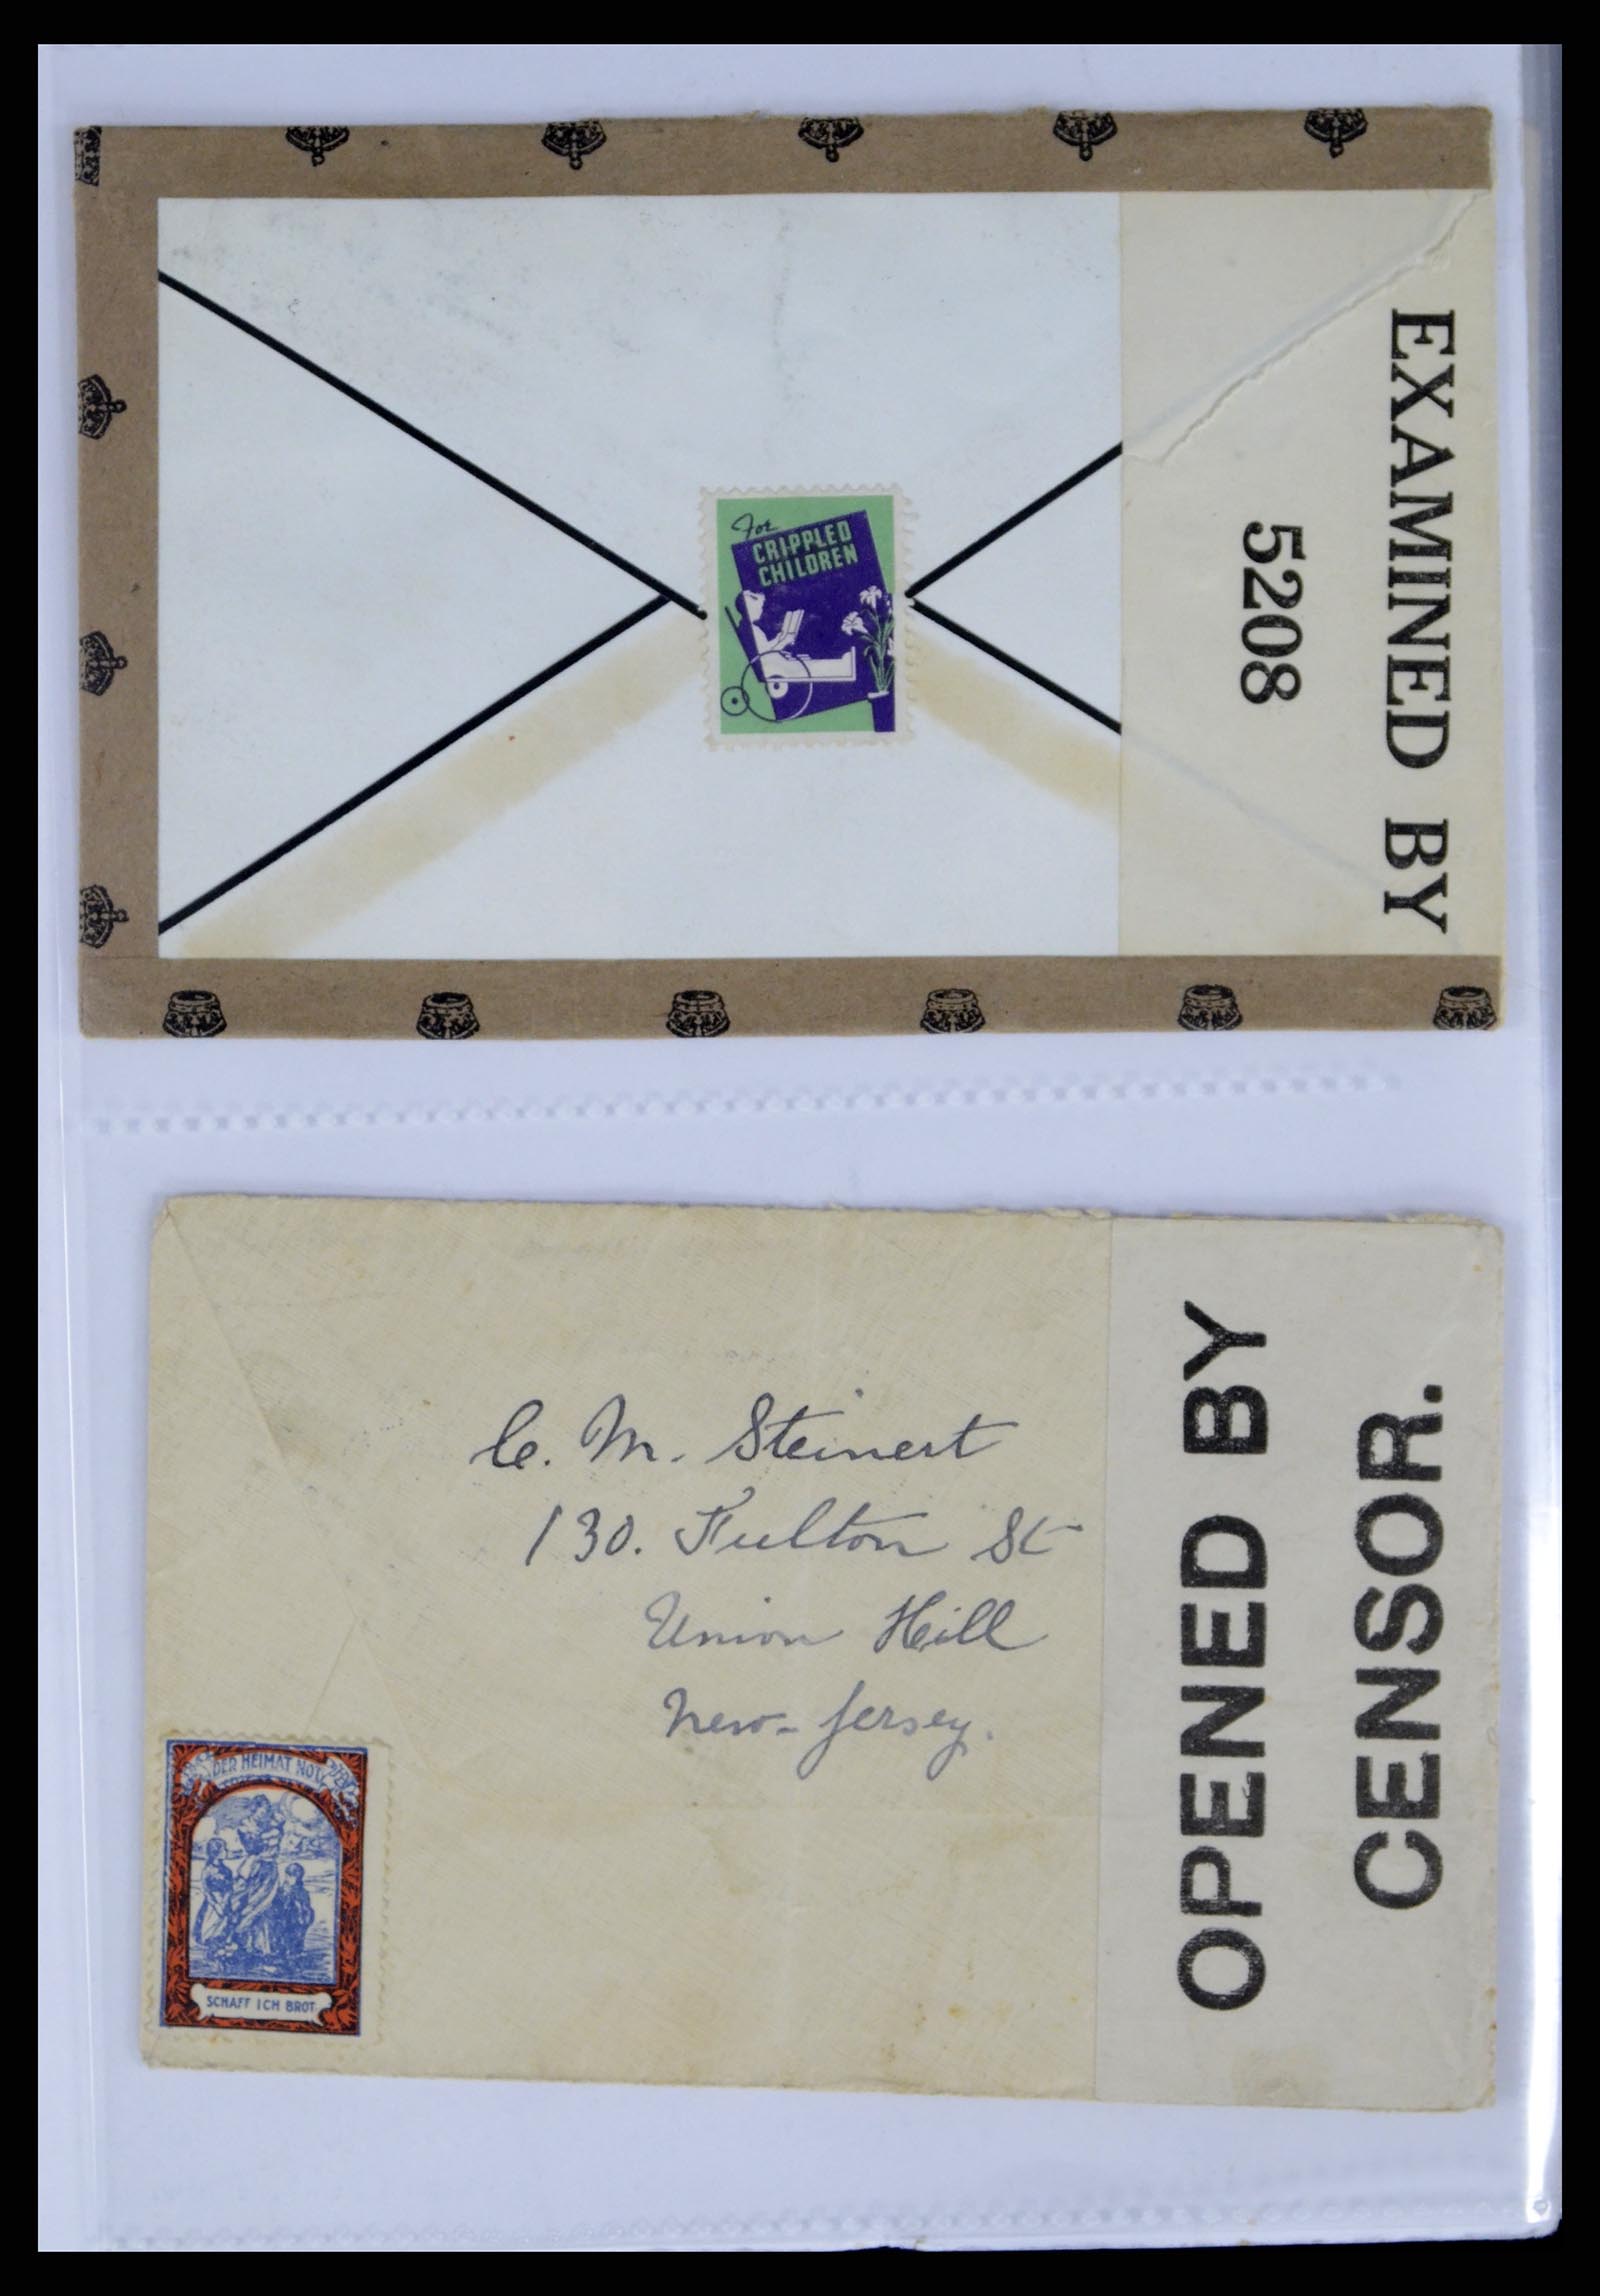 EXAMINED BY
5208
For
CRIPPLED
CHILDREN
C. M. Steinert
130. Fulton St
Union Hill
New-Jersey.
OPENED BY
CENSOR.
DER HEIMAT NOT
SCHAFF ICH BROT